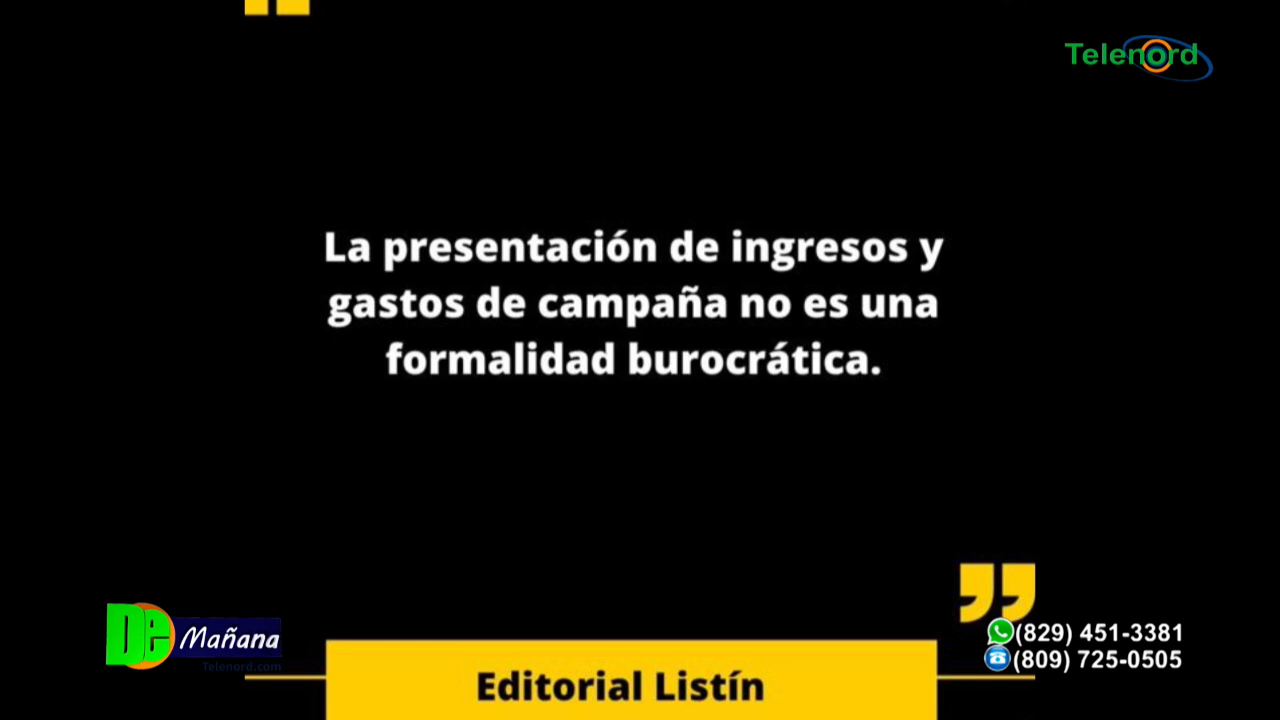 Telenord
La presentación de ingresos y
gastos de campaña no es una
formalidad burocrática.
De Mañana
Telenord.com
(829) 451-3381
(809) 725-0505
Editorial Listín